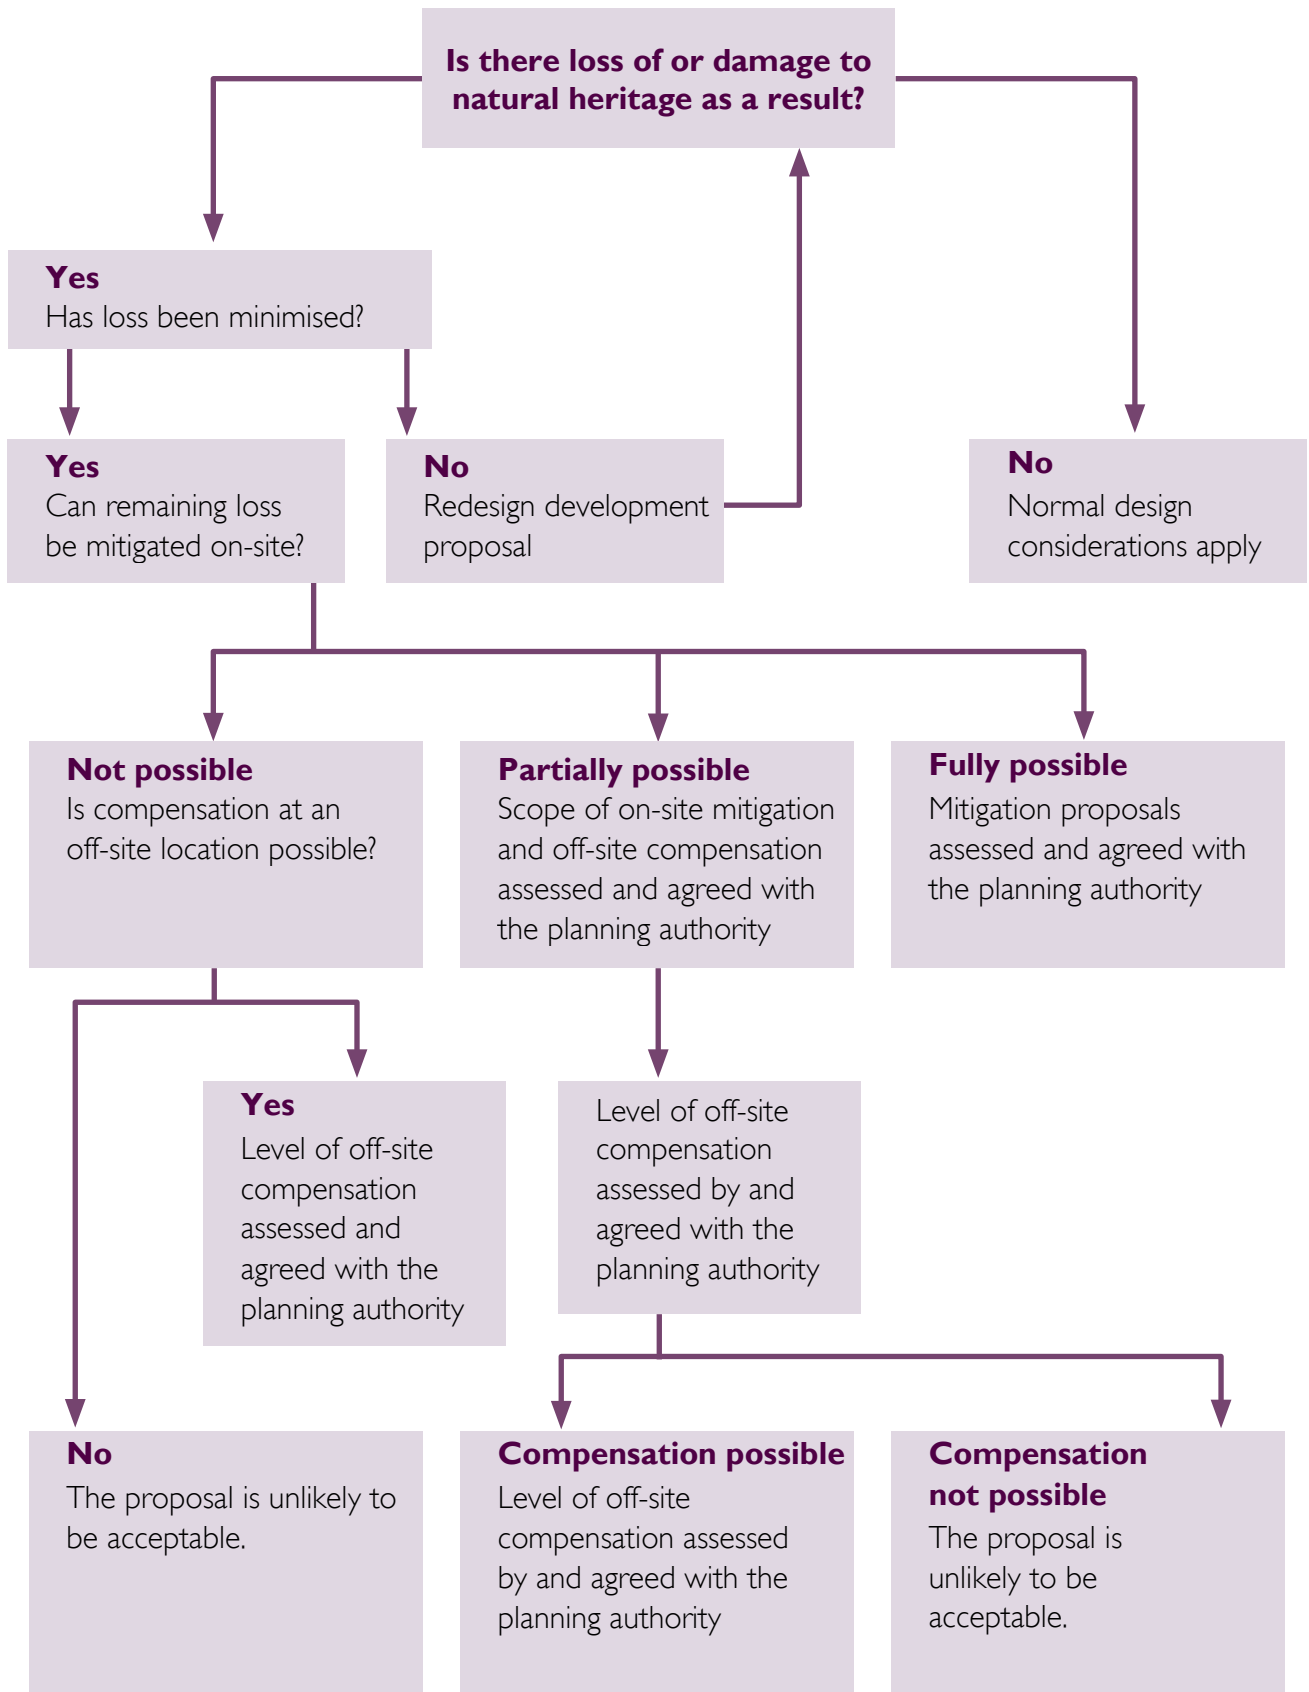 Is there loss of or damage to
natural heritage as a result?
Yes
Has loss been minimised?
Yes
Can remaining loss
be mitigated on-site?
No
Redesign development
proposal
No
Normal design
considerations apply
Not possible
Is compensation at an
off-site location possible?
Partially possible
Scope of on-site mitigation
and off-site compensation
assessed and agreed with
the planning authority
Fully possible
Mitigation proposals
assessed and agreed with
the planning authority
Yes
Level of off-site
compensation
assessed and
agreed with the
planning authority
Level of off-site
compensation
assessed by and
agreed with the
planning authority
No
The proposal is unlikely to
be acceptable.
Compensation possible
Level of off-site
compensation assessed
by and agreed with the
planning authority
Compensation
not possible
The proposal is
unlikely to be
acceptable.